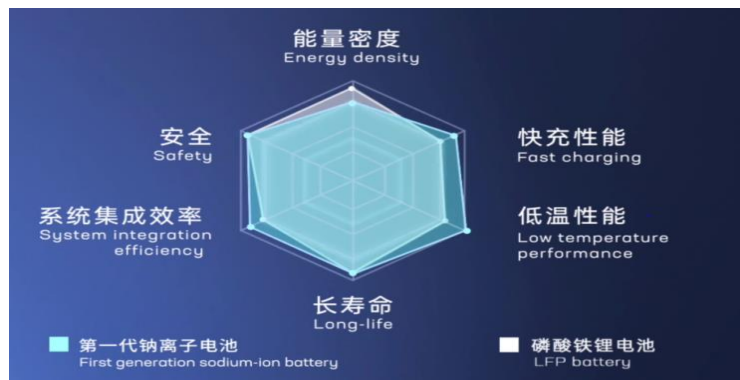 能量密度
Energy density
安全
Safety
快充性能
Fast charging
系统集成效率
System integration
efficiency
低温性能
Low temperature
performance
长寿命
Long-life
第一代钠离子电池
First generation sodium-ion battery
磷酸铁锂电池
LFP battery